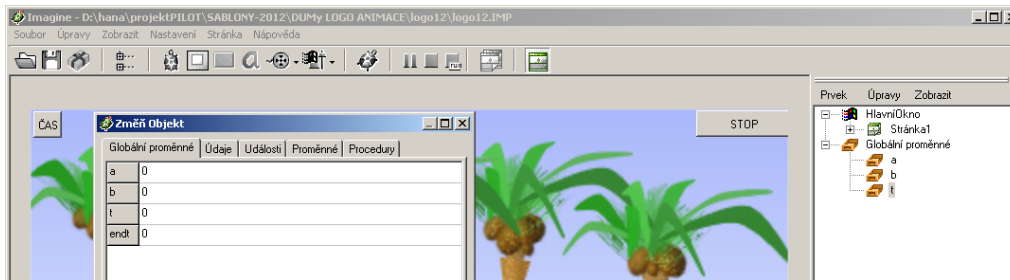 Imagine - D:\hana\projektPILOT\SABLONY-2012\DUMy LOGO ANIMACE\logo12\logo12.IMP
Soubor Úpravy Zobrazit Nastavení Stránka Nápověda
Prvek Úpravy Zobrazit
HlavníOkno
Stránka1
Globální proměnné
a
b
t
ČAS
STOP
Změň Objekt
Globální proměnné Údaje Události Proměnné Procedury
a 0
b 0
t 0
endt 0